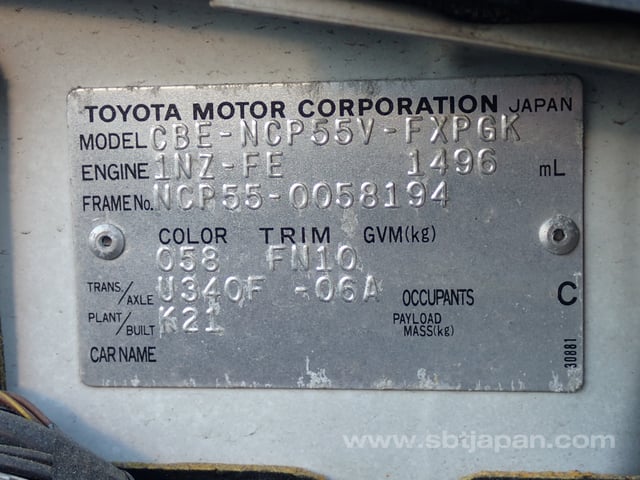 TOYOTA MOTOR CORPORATION JAPAN
MODEL CBE-NCP55V-FXPGK
ENGINE 1NZ-FE 1496 mL
FRAME No. NCP55-0058194
COLOR TRIM GVM(kg)
058 FN10
TRANS./AXLE U340F -06A OCCUPANTS C
PLANT/BUILT K21 PAYLOAD MASS(kg)
CAR NAME
30881
www.sbtjapan.com